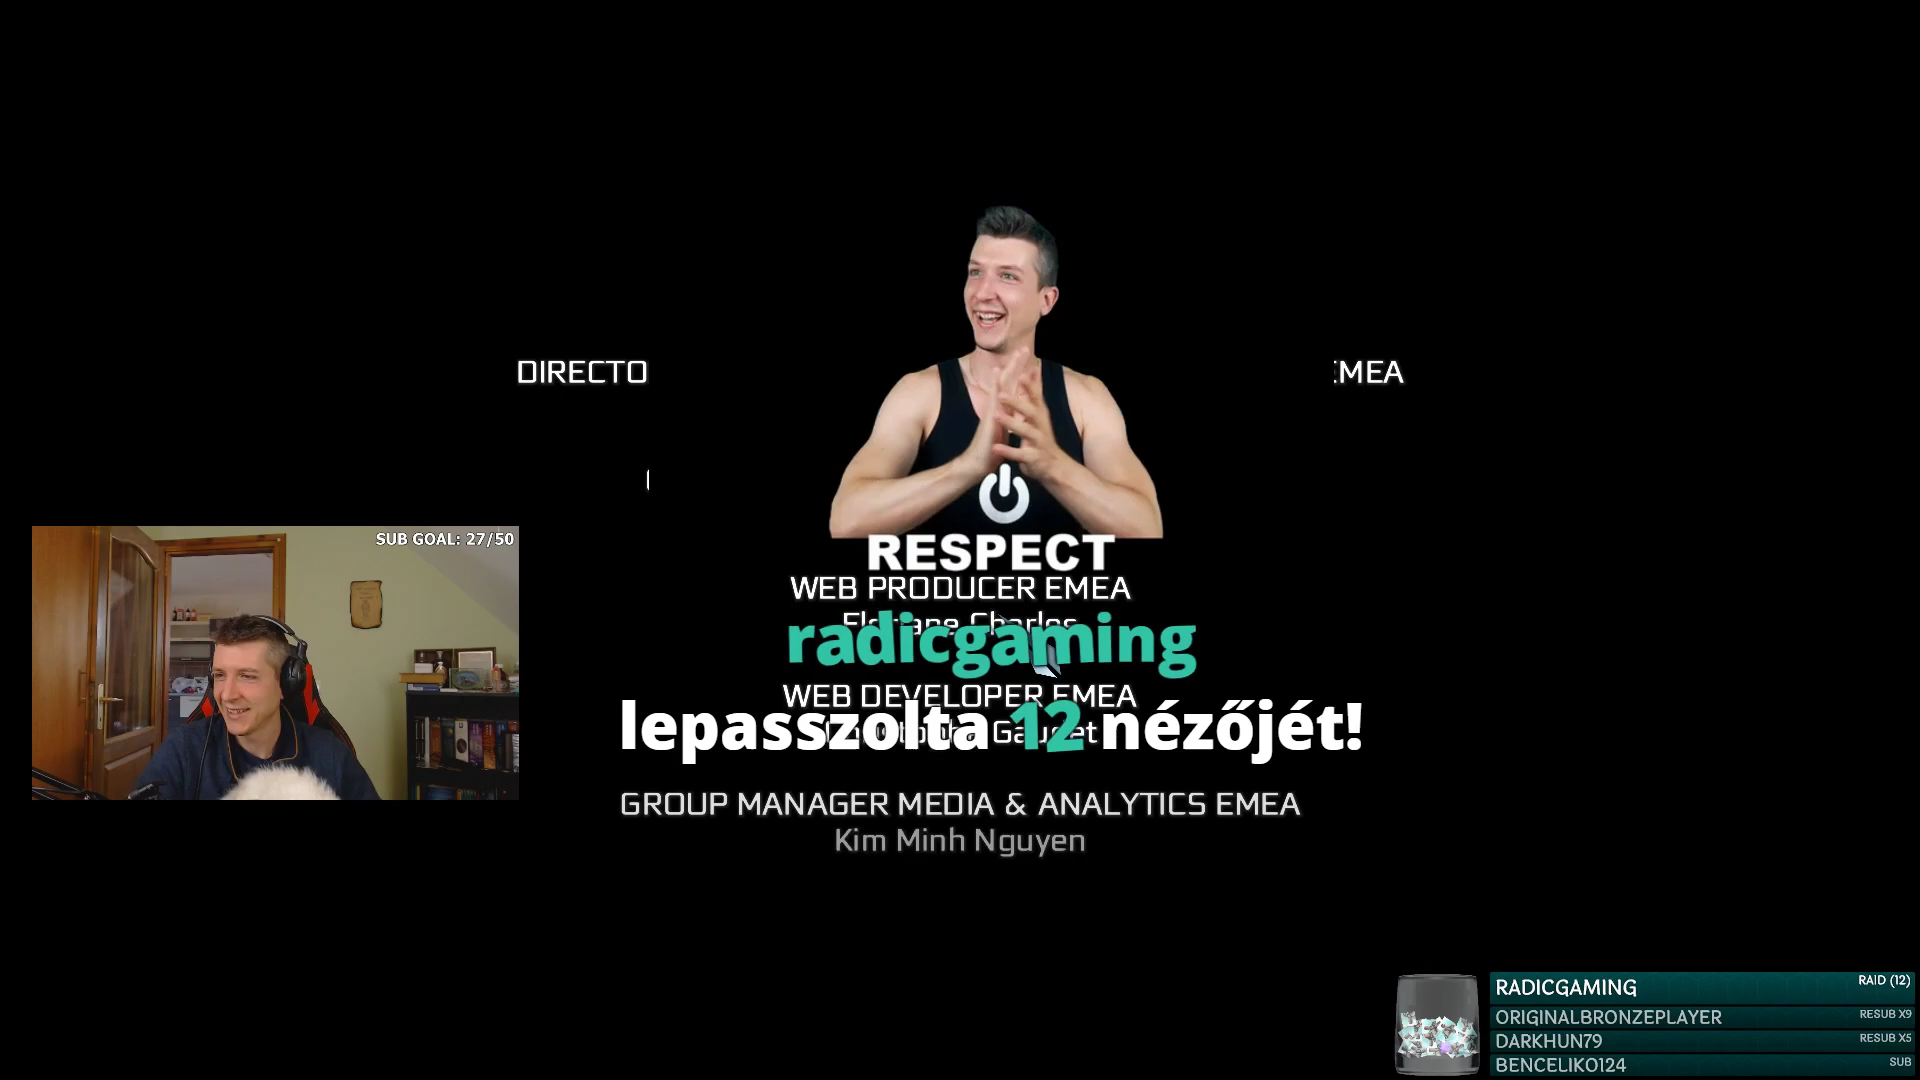 DIRECTO
EMEA
SUB GOAL: 27/50
RESPECT
WEB PRODUCER EMEA
radicgaming
WEB DEVELOPER EMEA
lepasszolta 12 nézőjét!
GROUP MANAGER MEDIA & ANALYTICS EMEA
Kim Minh Nguyen
RADICGAMING RAID (12)
ORIGINALBRONZEPLAYER RESUB X9
DARKHUN79 RESUB X5
BENCELIKO124 SUB